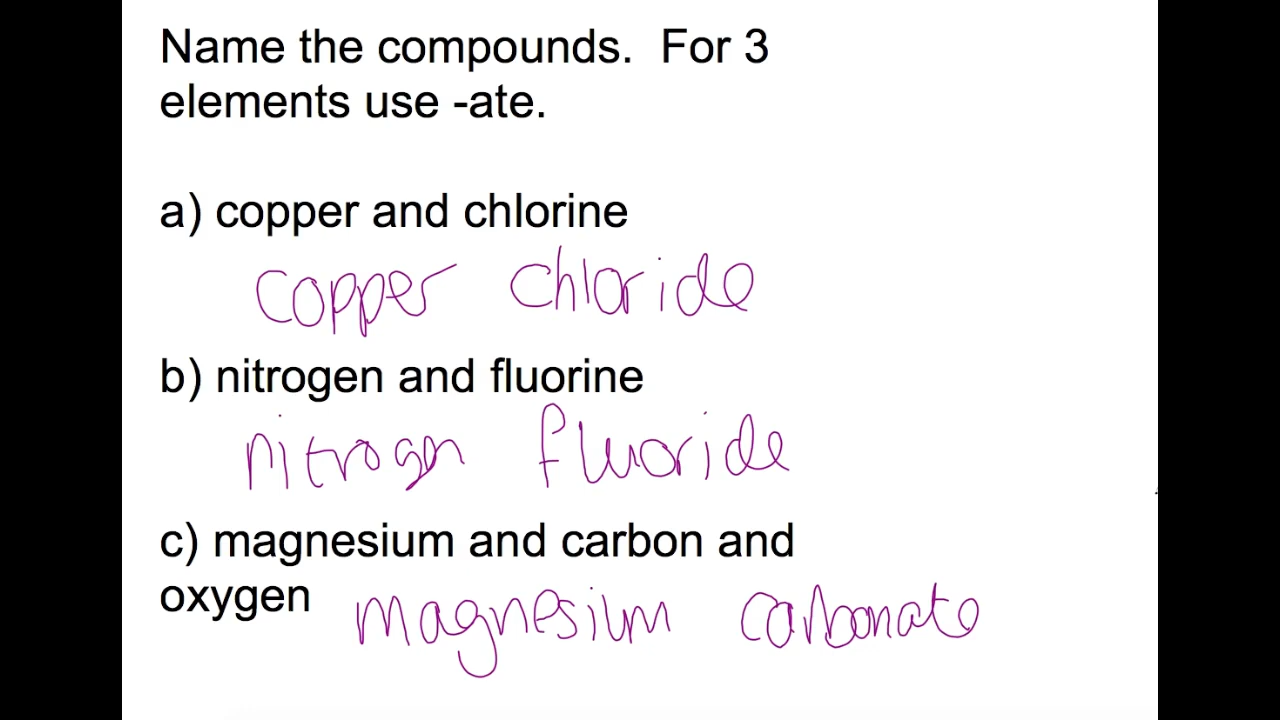 Name the compounds. For 3
elements use -ate.
a) copper and chlorine
copper chloride
b) nitrogen and fluorine
nitrogen fluoride
c) magnesium and carbon and
oxygen magnesium carbonate